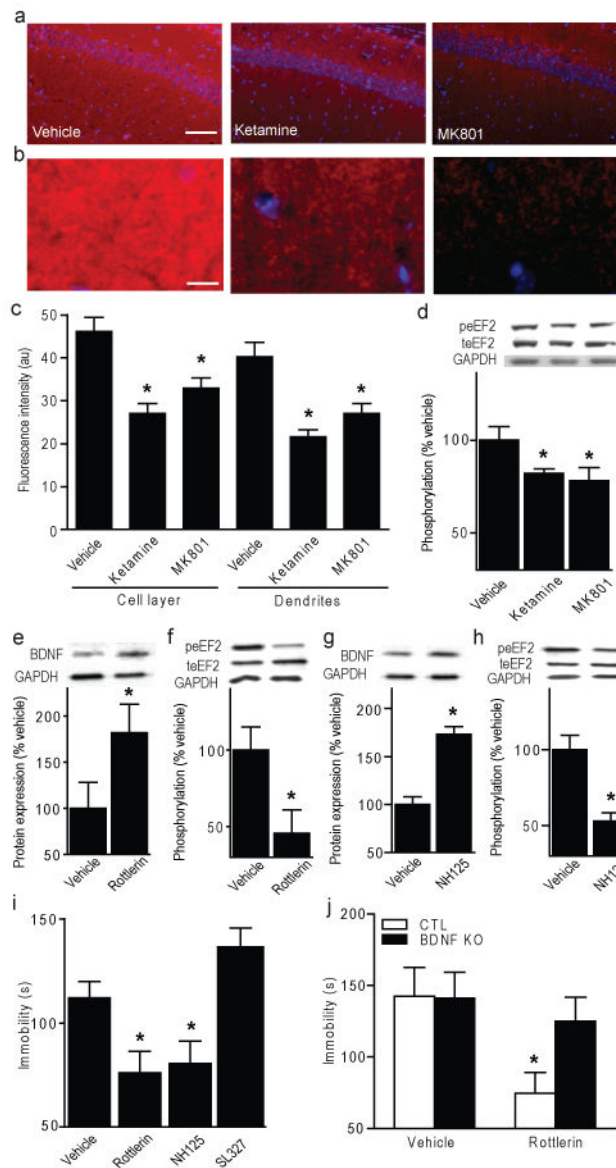 a
Vehicle
Ketamine
MK801
b
c
Fluorescence intensity (au)
50
40
30
20
10
0
* * * *
Vehicle Ketamine MK801 Vehicle Ketamine MK801
Cell layer Dendrites
d
peEF2
teEF2
GAPDH
Phosphorylation (% vehicle)
100
50
* *
Vehicle Ketamine MK801
e
BDNF
GAPDH
Protein expression (% vehicle)
200
150
100
50
*
Vehicle Rottlerin
f
peEF2
teEF2
GAPDH
Phosphorylation (% vehicle)
100
50
*
Vehicle Rottlerin
g
BDNF
GAPDH
Protein expression (% vehicle)
200
150
100
50
*
Vehicle NH125
h
peEF2
teEF2
GAPDH
Phosphorylation (% vehicle)
100
50
*
Vehicle NH125
i
Immobility (s)
150
100
50
* *
Vehicle Rottlerin NH125 SL327
j
CTL
BDNF KO
Immobility (s)
200
150
100
50
*
Vehicle Rottlerin